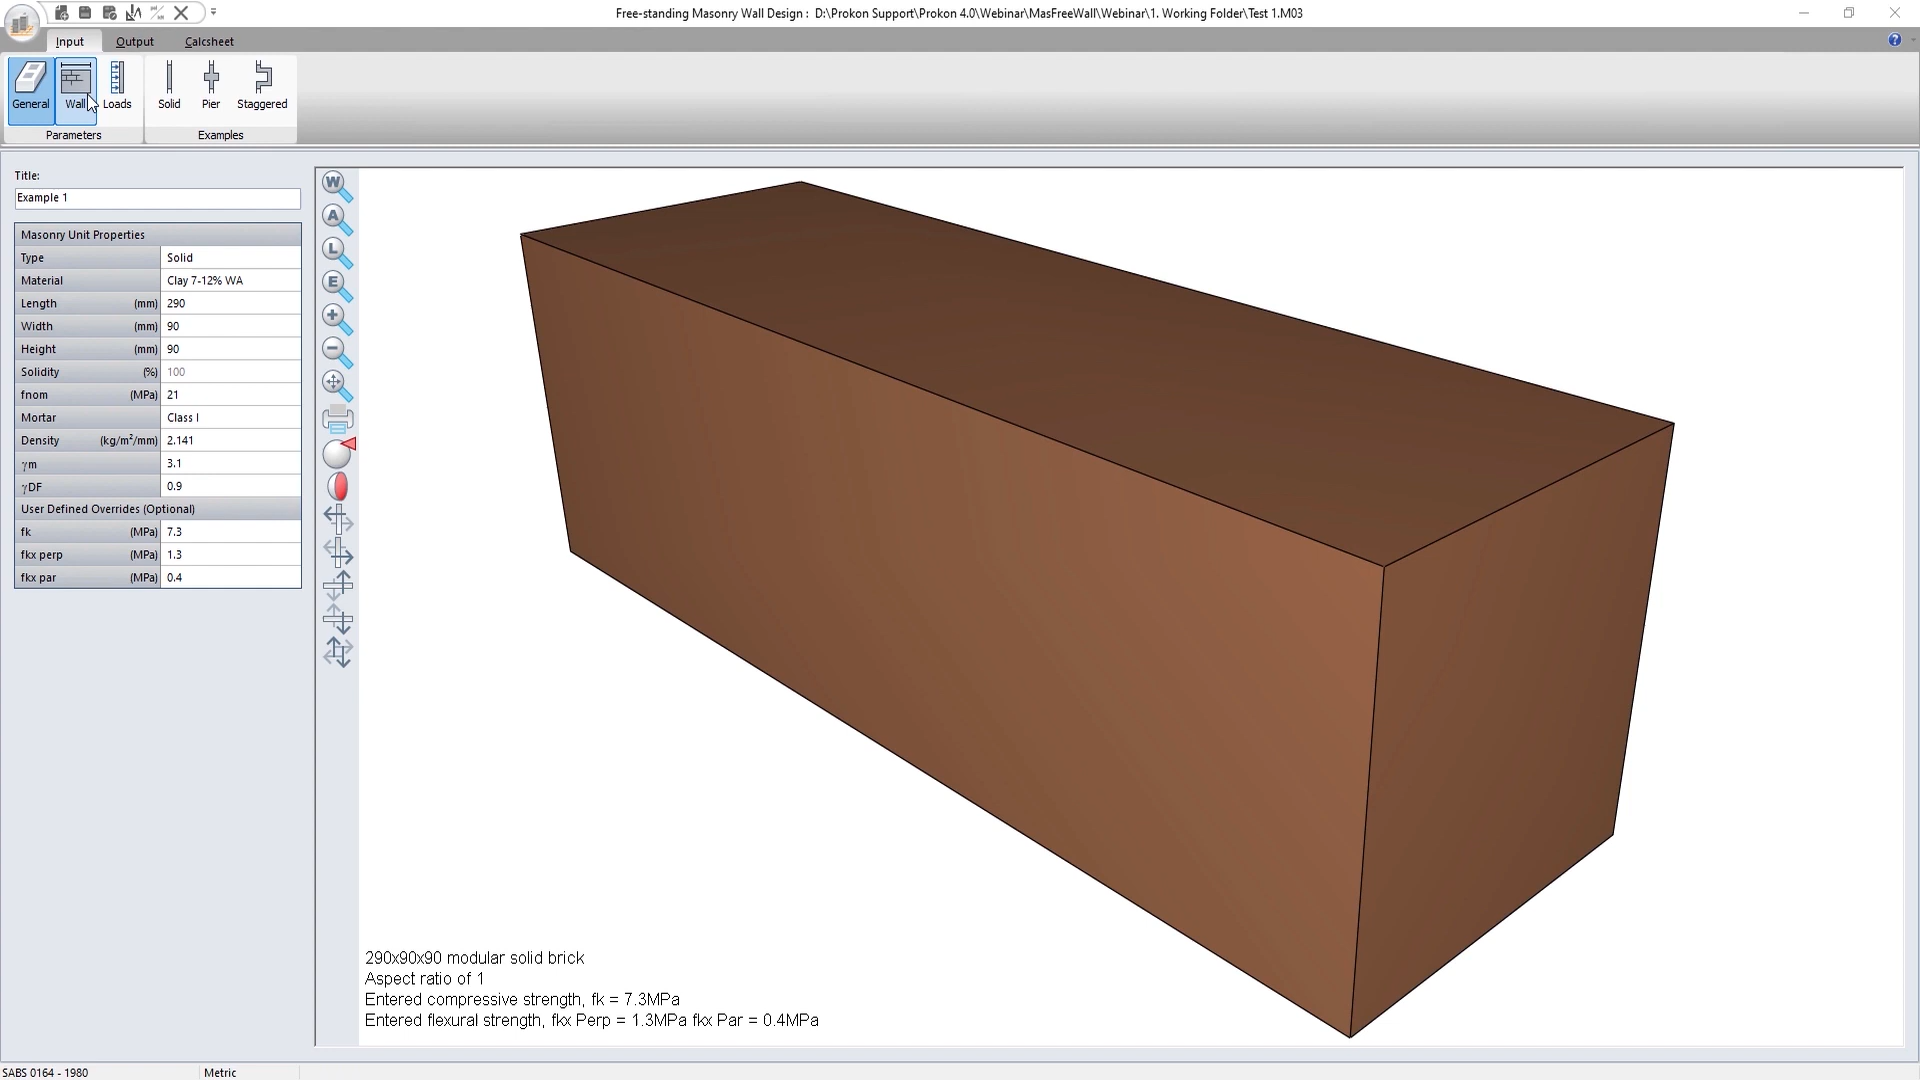 Free-standing Masonry Wall Design : D:\Prokon Support\Prokon 4.0\Webinar\MasFreeWall\Webinar\1. Working Folder\Test 1.M03
Input Output Calcsheet
General Wall Loads Solid Pier Staggered
Parameters Examples
Title:
Example 1
Masonry Unit Properties
Type Solid
Material Clay 7-12% WA
Length (mm) 290
Width (mm) 90
Height (mm) 90
Solidity (%) 100
fnom (MPa) 21
Mortar Class I
Density (kg/m²/mm) 2.141
γm 3.1
γDF 0.9
User Defined Overrides (Optional)
fk (MPa) 7.3
fkx perp (MPa) 1.3
fkx par (MPa) 0.4
W
A
L
E
290x90x90 modular solid brick
Aspect ratio of 1
Entered compressive strength, fk = 7.3MPa
Entered flexural strength, fkx Perp = 1.3MPa fkx Par = 0.4MPa
SABS 0164 - 1980 Metric